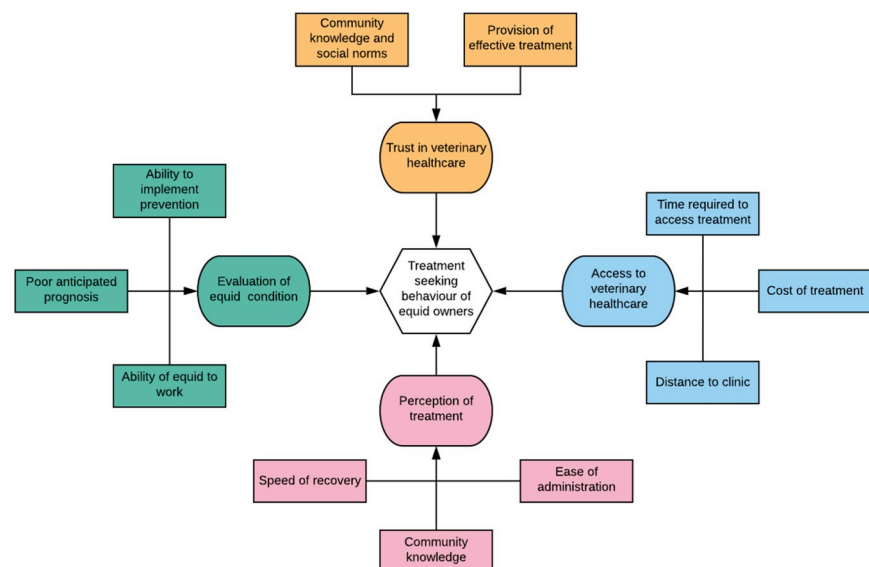 Community
knowledge and
social norms
Provision of
effective treatment
Trust in veterinary
healthcare
Ability to
implement
prevention
Poor anticipated
prognosis
Evaluation of
equid condition
Ability of equid to
work
Treatment
seeking
behaviour of
equid owners
Time required to
access treatment
Access to
veterinary
healthcare
Cost of treatment
Distance to clinic
Perception of
treatment
Speed of recovery
Ease of
administration
Community
knowledge